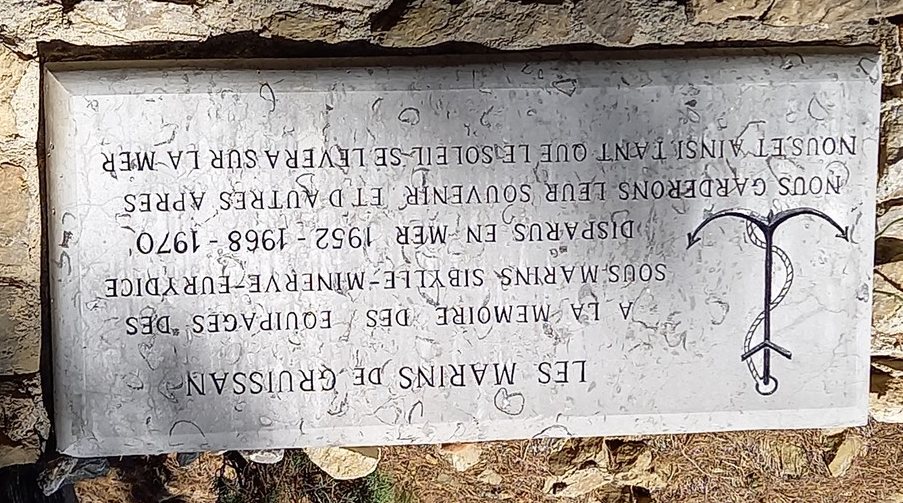 LES MARINS DE GRUISSAN
A LA MEMOIRE DES EQUIPAGES DES
SOUS-MARINS SIBYLLE-MINERVE-EURYDICE
DISPARUS EN MER 1952-1968-1970
NOUS GARDERONS LEUR SOUVENIR ET D AUTRES APRES
NOUS ET AINSI TANT QUE LE SOLEIL SE LEVERA SUR LA MER